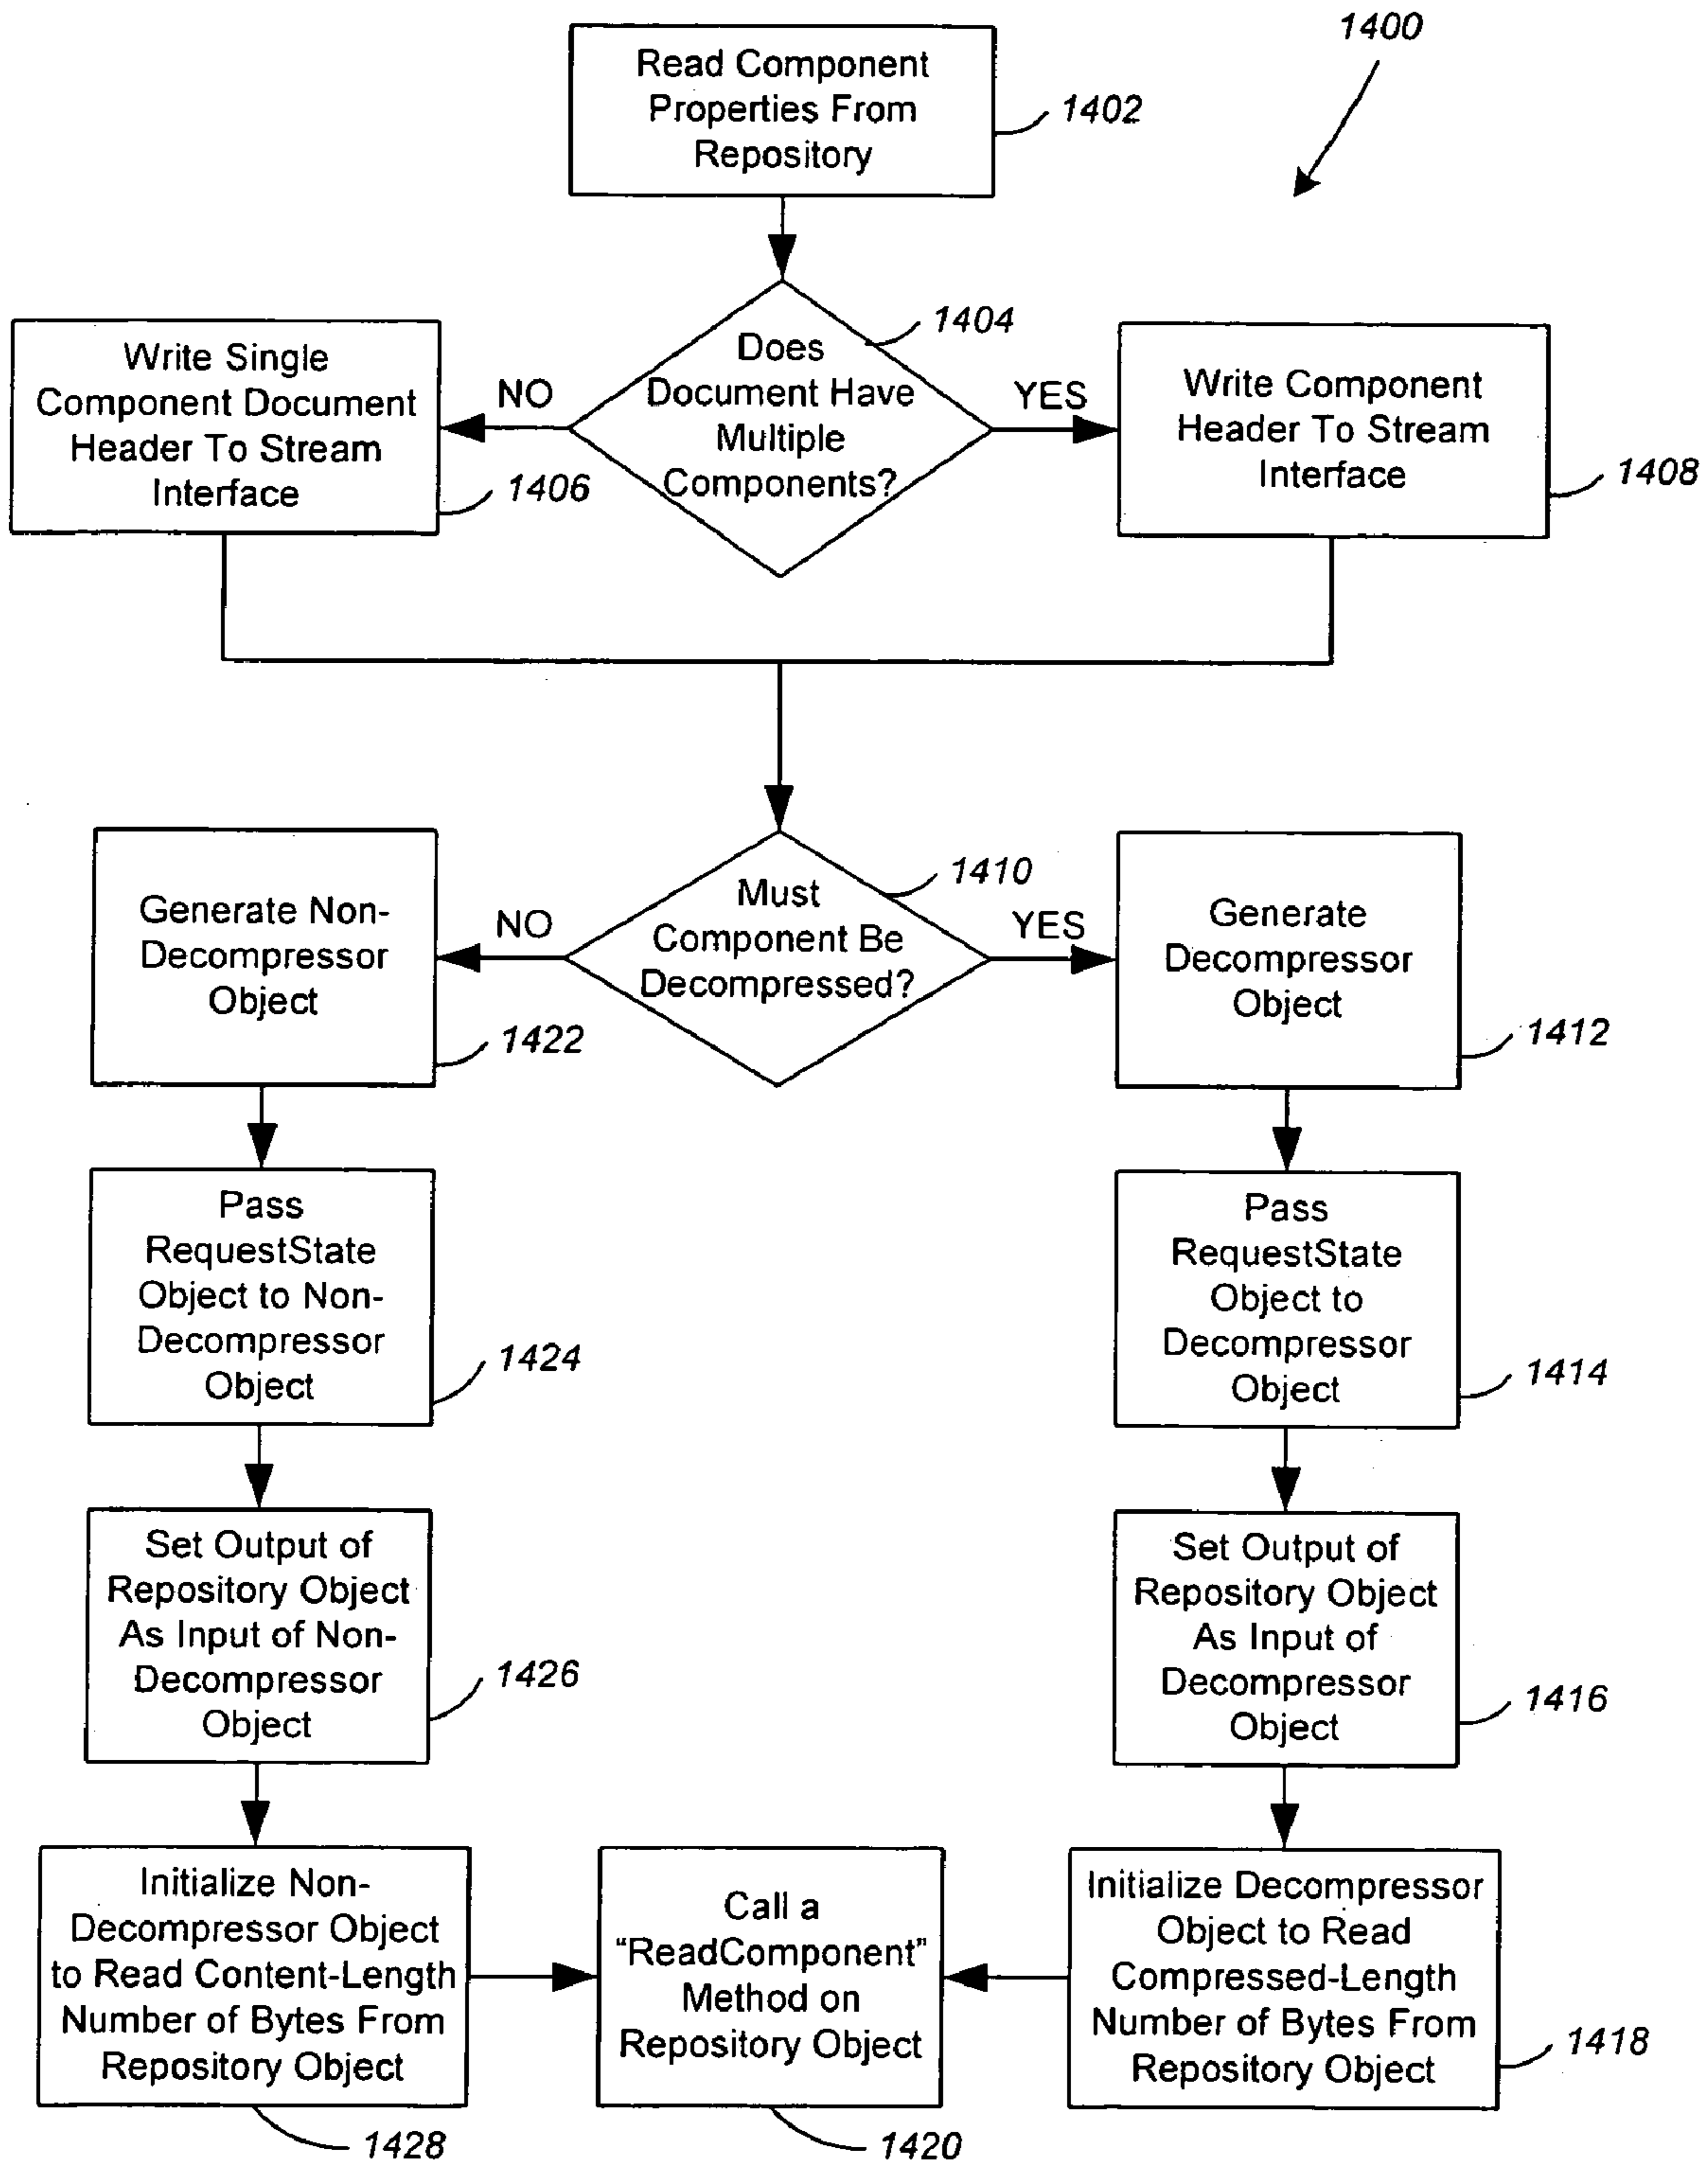 1400
Read Component
Properties From
Repository
1402
1404
Does
Document Have
Multiple
Components?
NO
YES
Write Single
Component Document
Header To Stream
Interface
1406
Write Component
Header To Stream
Interface
1408
1410
Must
Component Be
Decompressed?
NO
YES
Generate Non-
Decompressor
Object
1422
Generate
Decompressor
Object
1412
Pass
RequestState
Object to Non-
Decompressor
Object
1424
Pass
RequestState
Object to
Decompressor
Object
1414
Set Output of
Repository Object
As Input of Non-
Decompressor
Object
1426
Set Output of
Repository Object
As Input of
Decompressor
Object
1416
Initialize Non-
Decompressor Object
to Read Content-Length
Number of Bytes From
Repository Object
1428
Call a
“ReadComponent”
Method on
Repository Object
1420
Initialize Decompressor
Object to Read
Compressed-Length
Number of Bytes From
Repository Object
1418